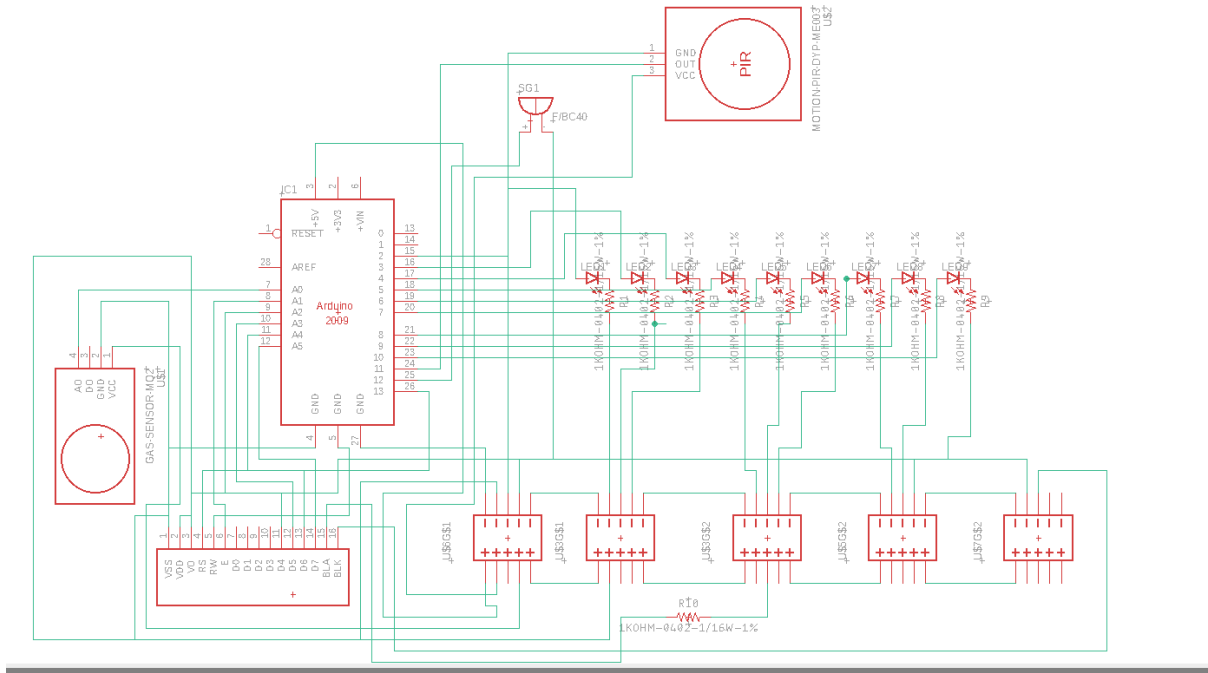 1 GND
2 OUT
3 VCC
PIR
MOTION-PIR-DYP-ME003
U$2
SG1
F/BC40
+
-
IC1
3
2
6
+5V
+3V3
+VIN
1
RESET
28
AREF
7 A0
8 A1
9 A2
10 A3
11 A4
12 A5
Arduino
2009
0 13
1 14
2 15
3 16
4 17
5 18
6 19
7 20
8 21
9 22
10 23
11 24
12 25
13 26
GND
GND
GND
4
5
27
R1
R2
R3
R5
R6
R7
R8
R9
1KOHM-0402-1/16W-1%
4
3
2
1
AO
DO
GND
VCC
GAS-SENSOR-MQ2
U$1
1
2
3
4
5
6
7
8
9
10
11
12
13
14
15
16
VSS
VDD
VO
RS
RW
E
D0
D1
D2
D3
D4
D5
D6
D7
BLA
BLK
U$6G$1
U$3G$1
U$3G$2
U$5G$2
U$7G$2
R10
1KOHM-0402-1/16W-1%